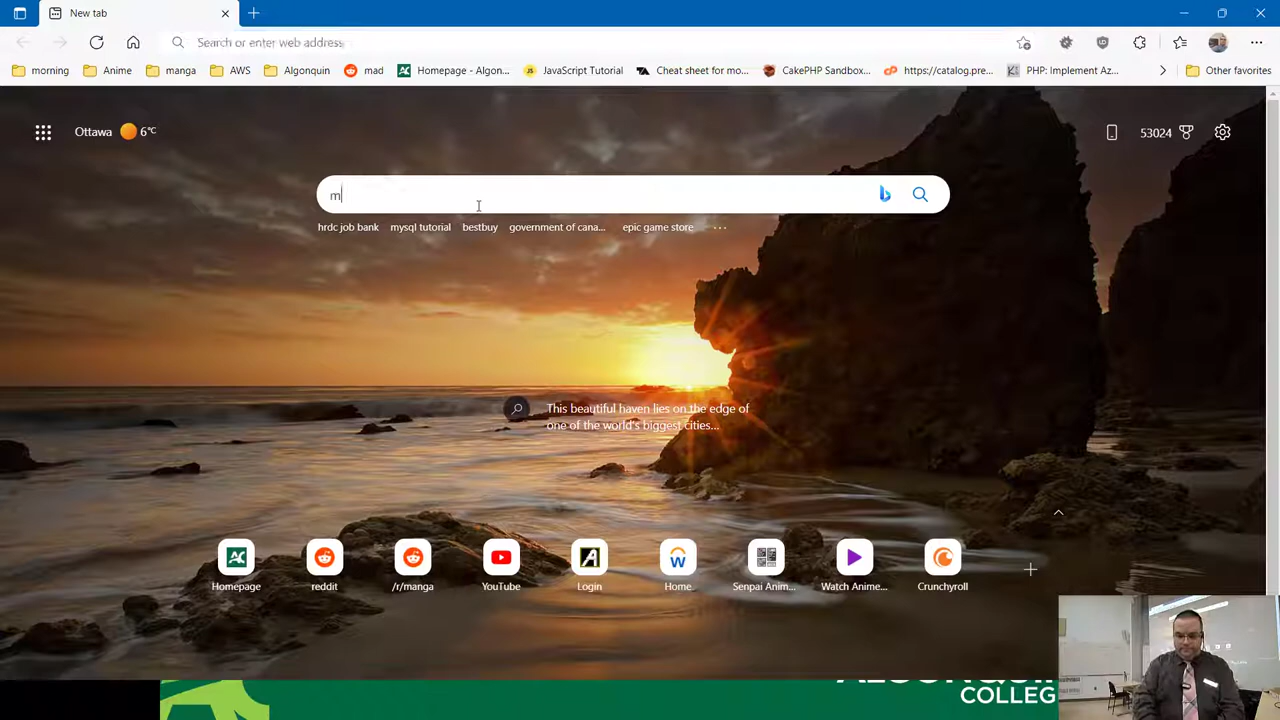 New tab
Search or enter web address
morning
Anime
manga
AWS
Algonquin
mad
Homepage - Algon...
JavaScript Tutorial
Cheat sheet for mo...
CakePHP Sandbox...
https://catalog.pre...
PHP: Implement Az...
Other favorites
Ottawa 6°C
53024
m
hrdc job bank
mysql tutorial
bestbuy
government of cana...
epic game store
This beautiful haven lies on the edge of
one of the world's biggest cities...
Homepage
reddit
/r/manga
YouTube
Login
Home
Senpai Anim...
Watch Anime...
Crunchyroll
COLLEG